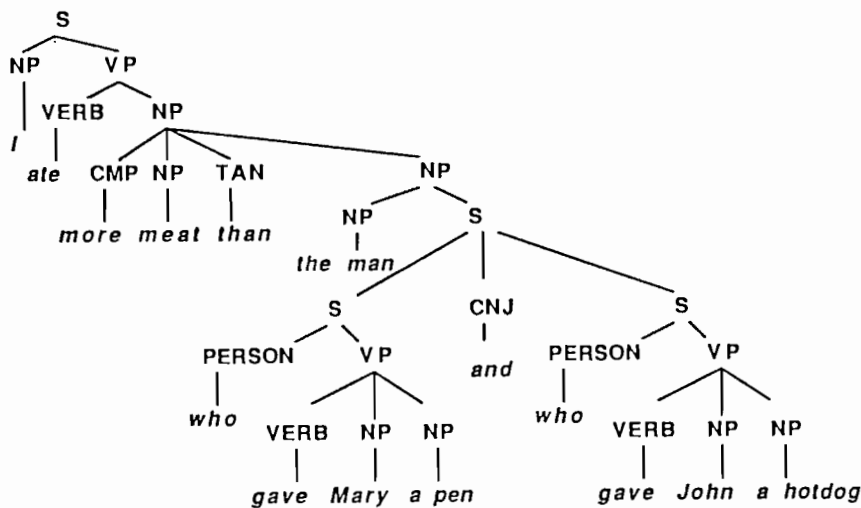 S
NP VP
VERB NP
I
ate CMP NP TAN NP
more meat than NP S
the man
S CNJ S
PERSON VP and PERSON VP
who who
VERB NP NP VERB NP NP
gave Mary a pen gave John a hotdog